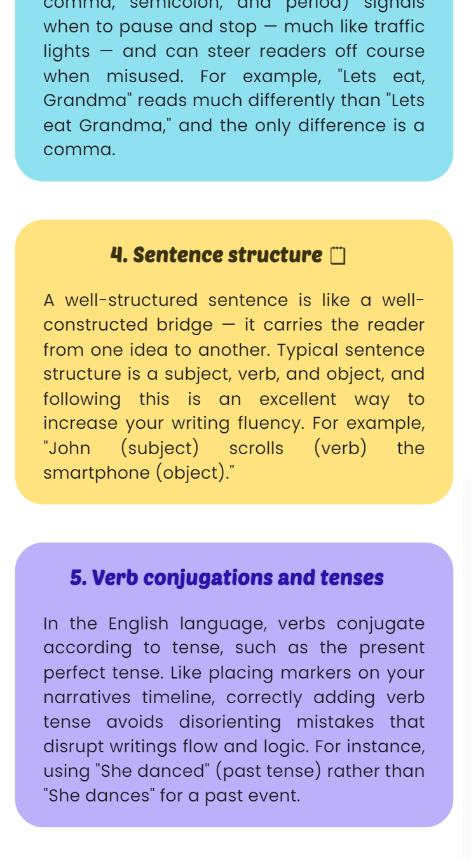 comma, semicolon, and period) signals
when to pause and stop — much like traffic
lights — and can steer readers off course
when misused. For example, "Lets eat,
Grandma" reads much differently than "Lets
eat Grandma," and the only difference is a
comma.
4. Sentence structure
A well-structured sentence is like a well-
constructed bridge — it carries the reader
from one idea to another. Typical sentence
structure is a subject, verb, and object, and
following this is an excellent way to
increase your writing fluency. For example,
"John (subject) scrolls (verb) the
smartphone (object)."
5. Verb conjugations and tenses
In the English language, verbs conjugate
according to tense, such as the present
perfect tense. Like placing markers on your
narratives timeline, correctly adding verb
tense avoids disorienting mistakes that
disrupt writings flow and logic. For instance,
using "She danced" (past tense) rather than
"She dances" for a past event.